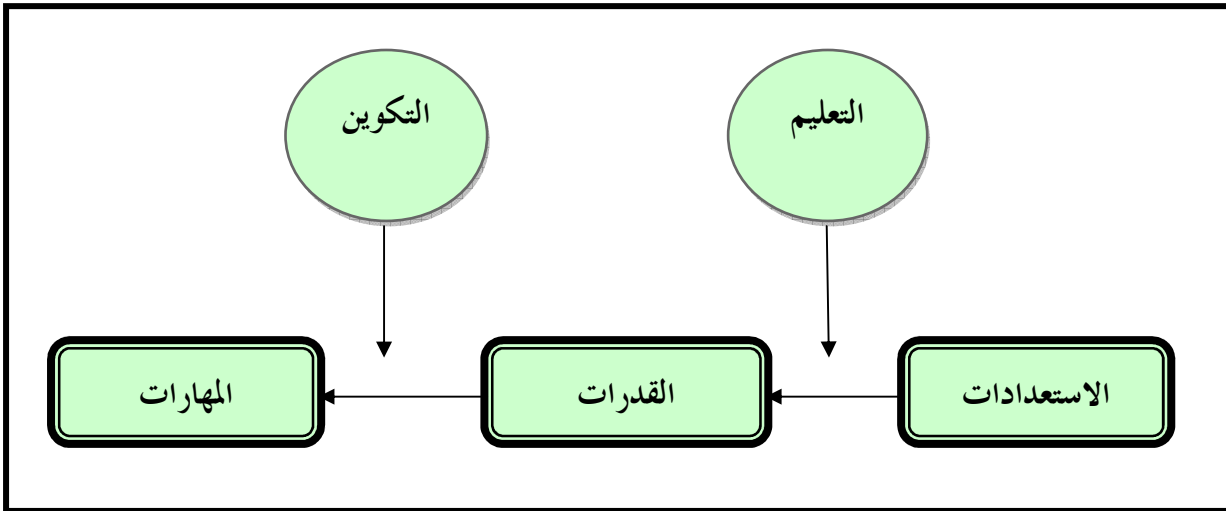 التعليم
التكوين
الاستعدادات
القدرات
المهارات